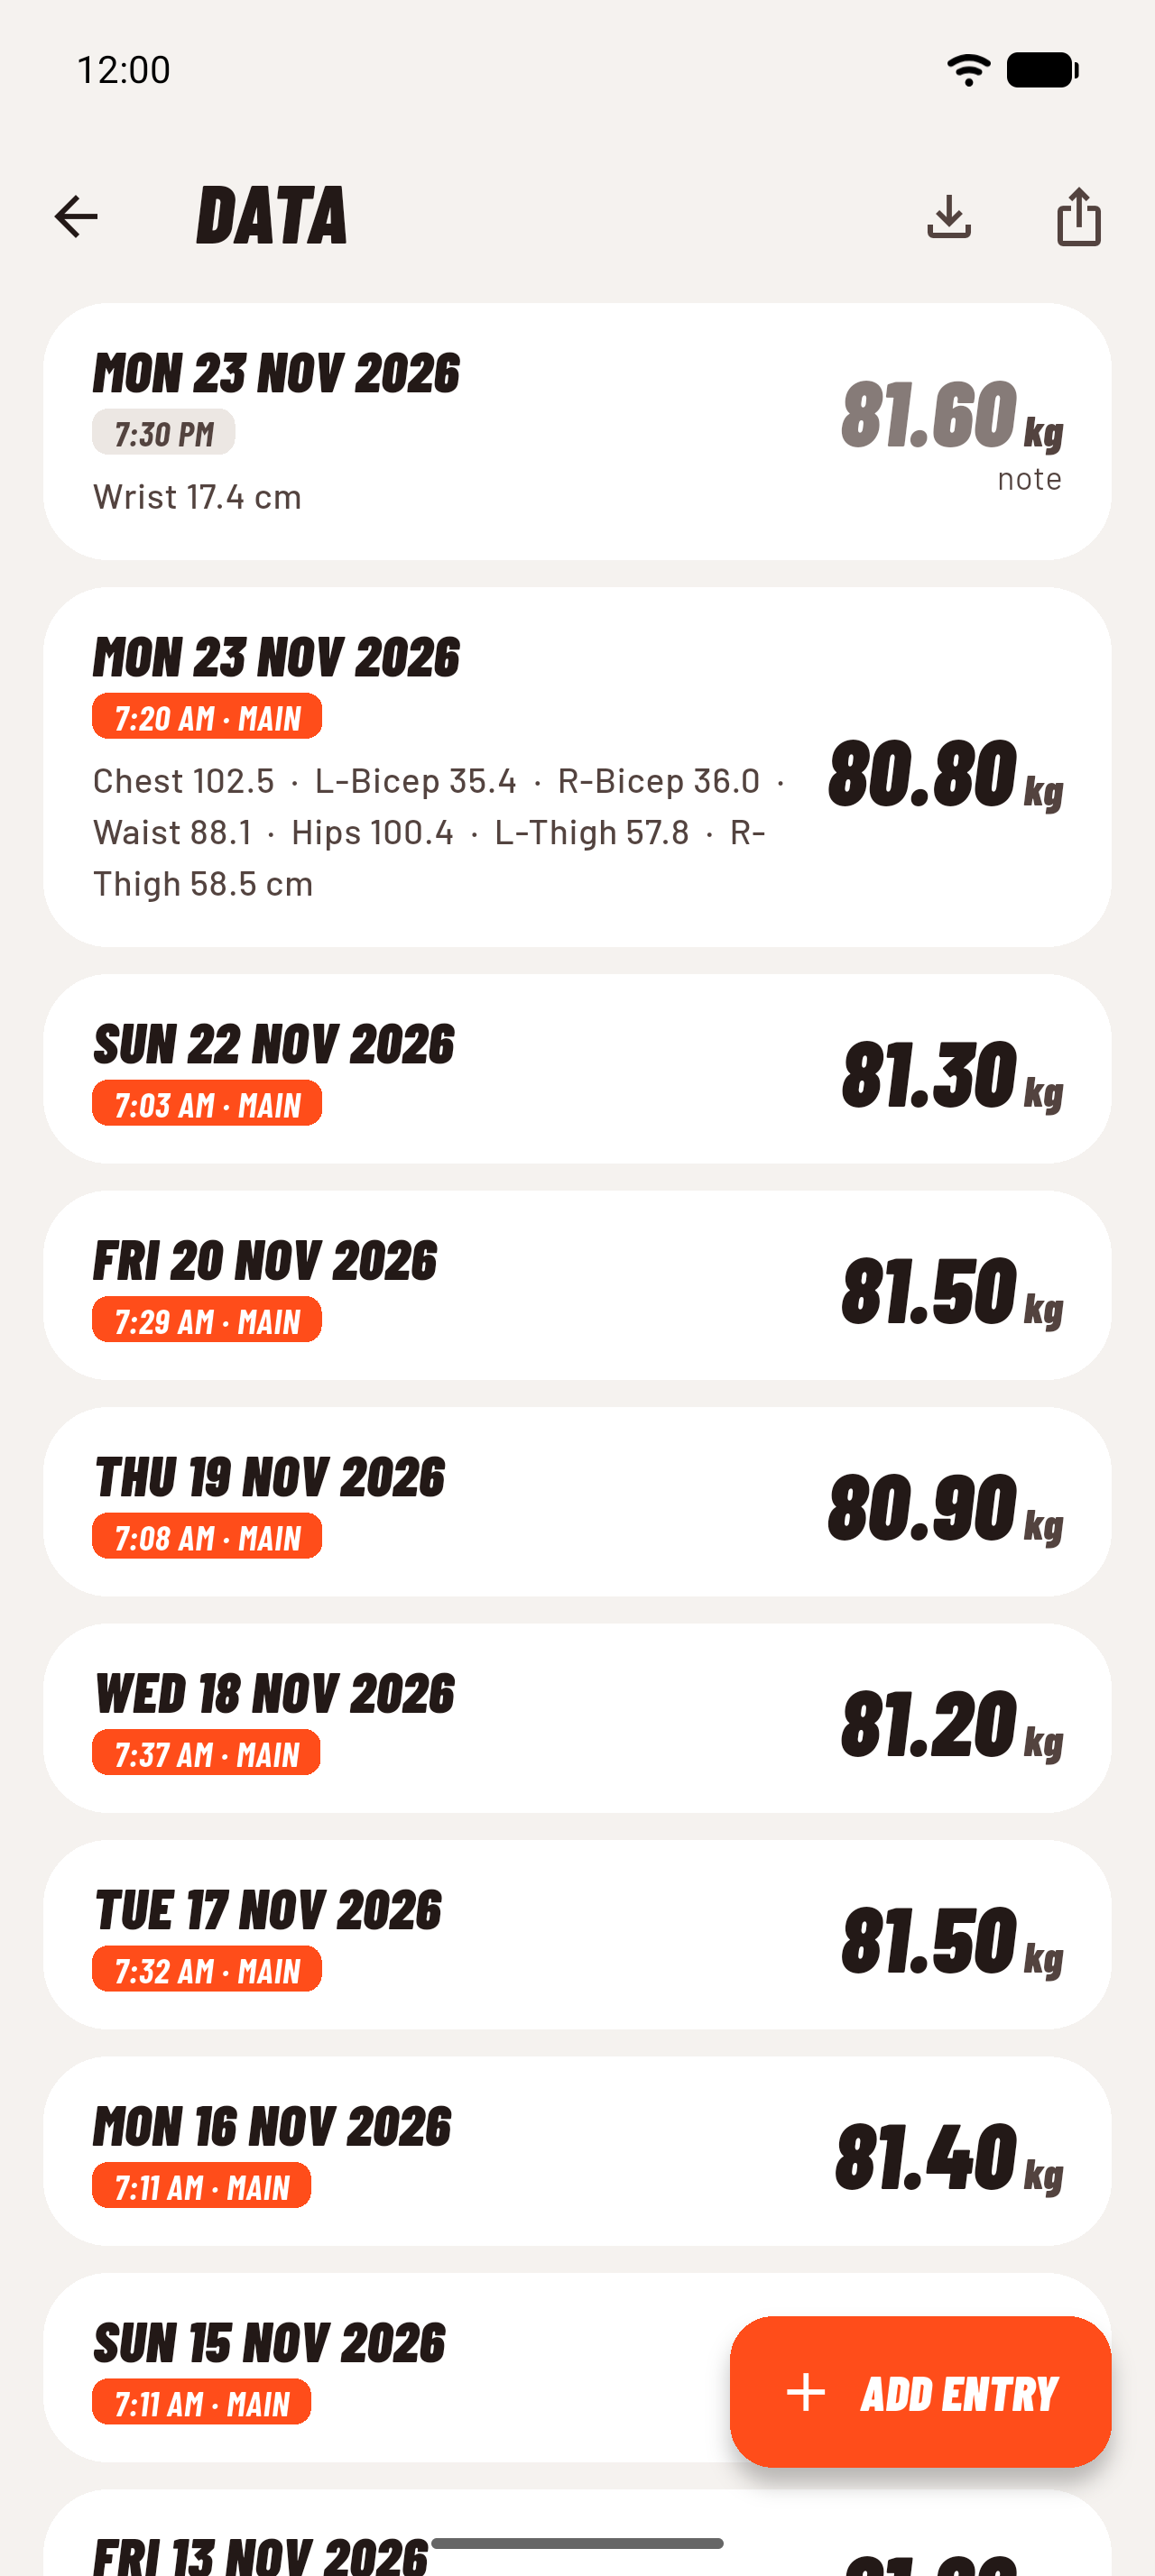 12:00
DATA
MON 23 NOV 2026
7:30 PM
Wrist 17.4 cm
81.60 kg
note
MON 23 NOV 2026
7:20 AM · MAIN
Chest 102.5 · L-Bicep 35.4 · R-Bicep 36.0 ·
Waist 88.1 · Hips 100.4 · L-Thigh 57.8 · R-
Thigh 58.5 cm
80.80 kg
SUN 22 NOV 2026
7:03 AM · MAIN
81.30 kg
FRI 20 NOV 2026
7:29 AM · MAIN
81.50 kg
THU 19 NOV 2026
7:08 AM · MAIN
80.90 kg
WED 18 NOV 2026
7:37 AM · MAIN
81.20 kg
TUE 17 NOV 2026
7:32 AM · MAIN
81.50 kg
MON 16 NOV 2026
7:11 AM · MAIN
81.40 kg
SUN 15 NOV 2026
7:11 AM · MAIN
ADD ENTRY
FRI 13 NOV 2026